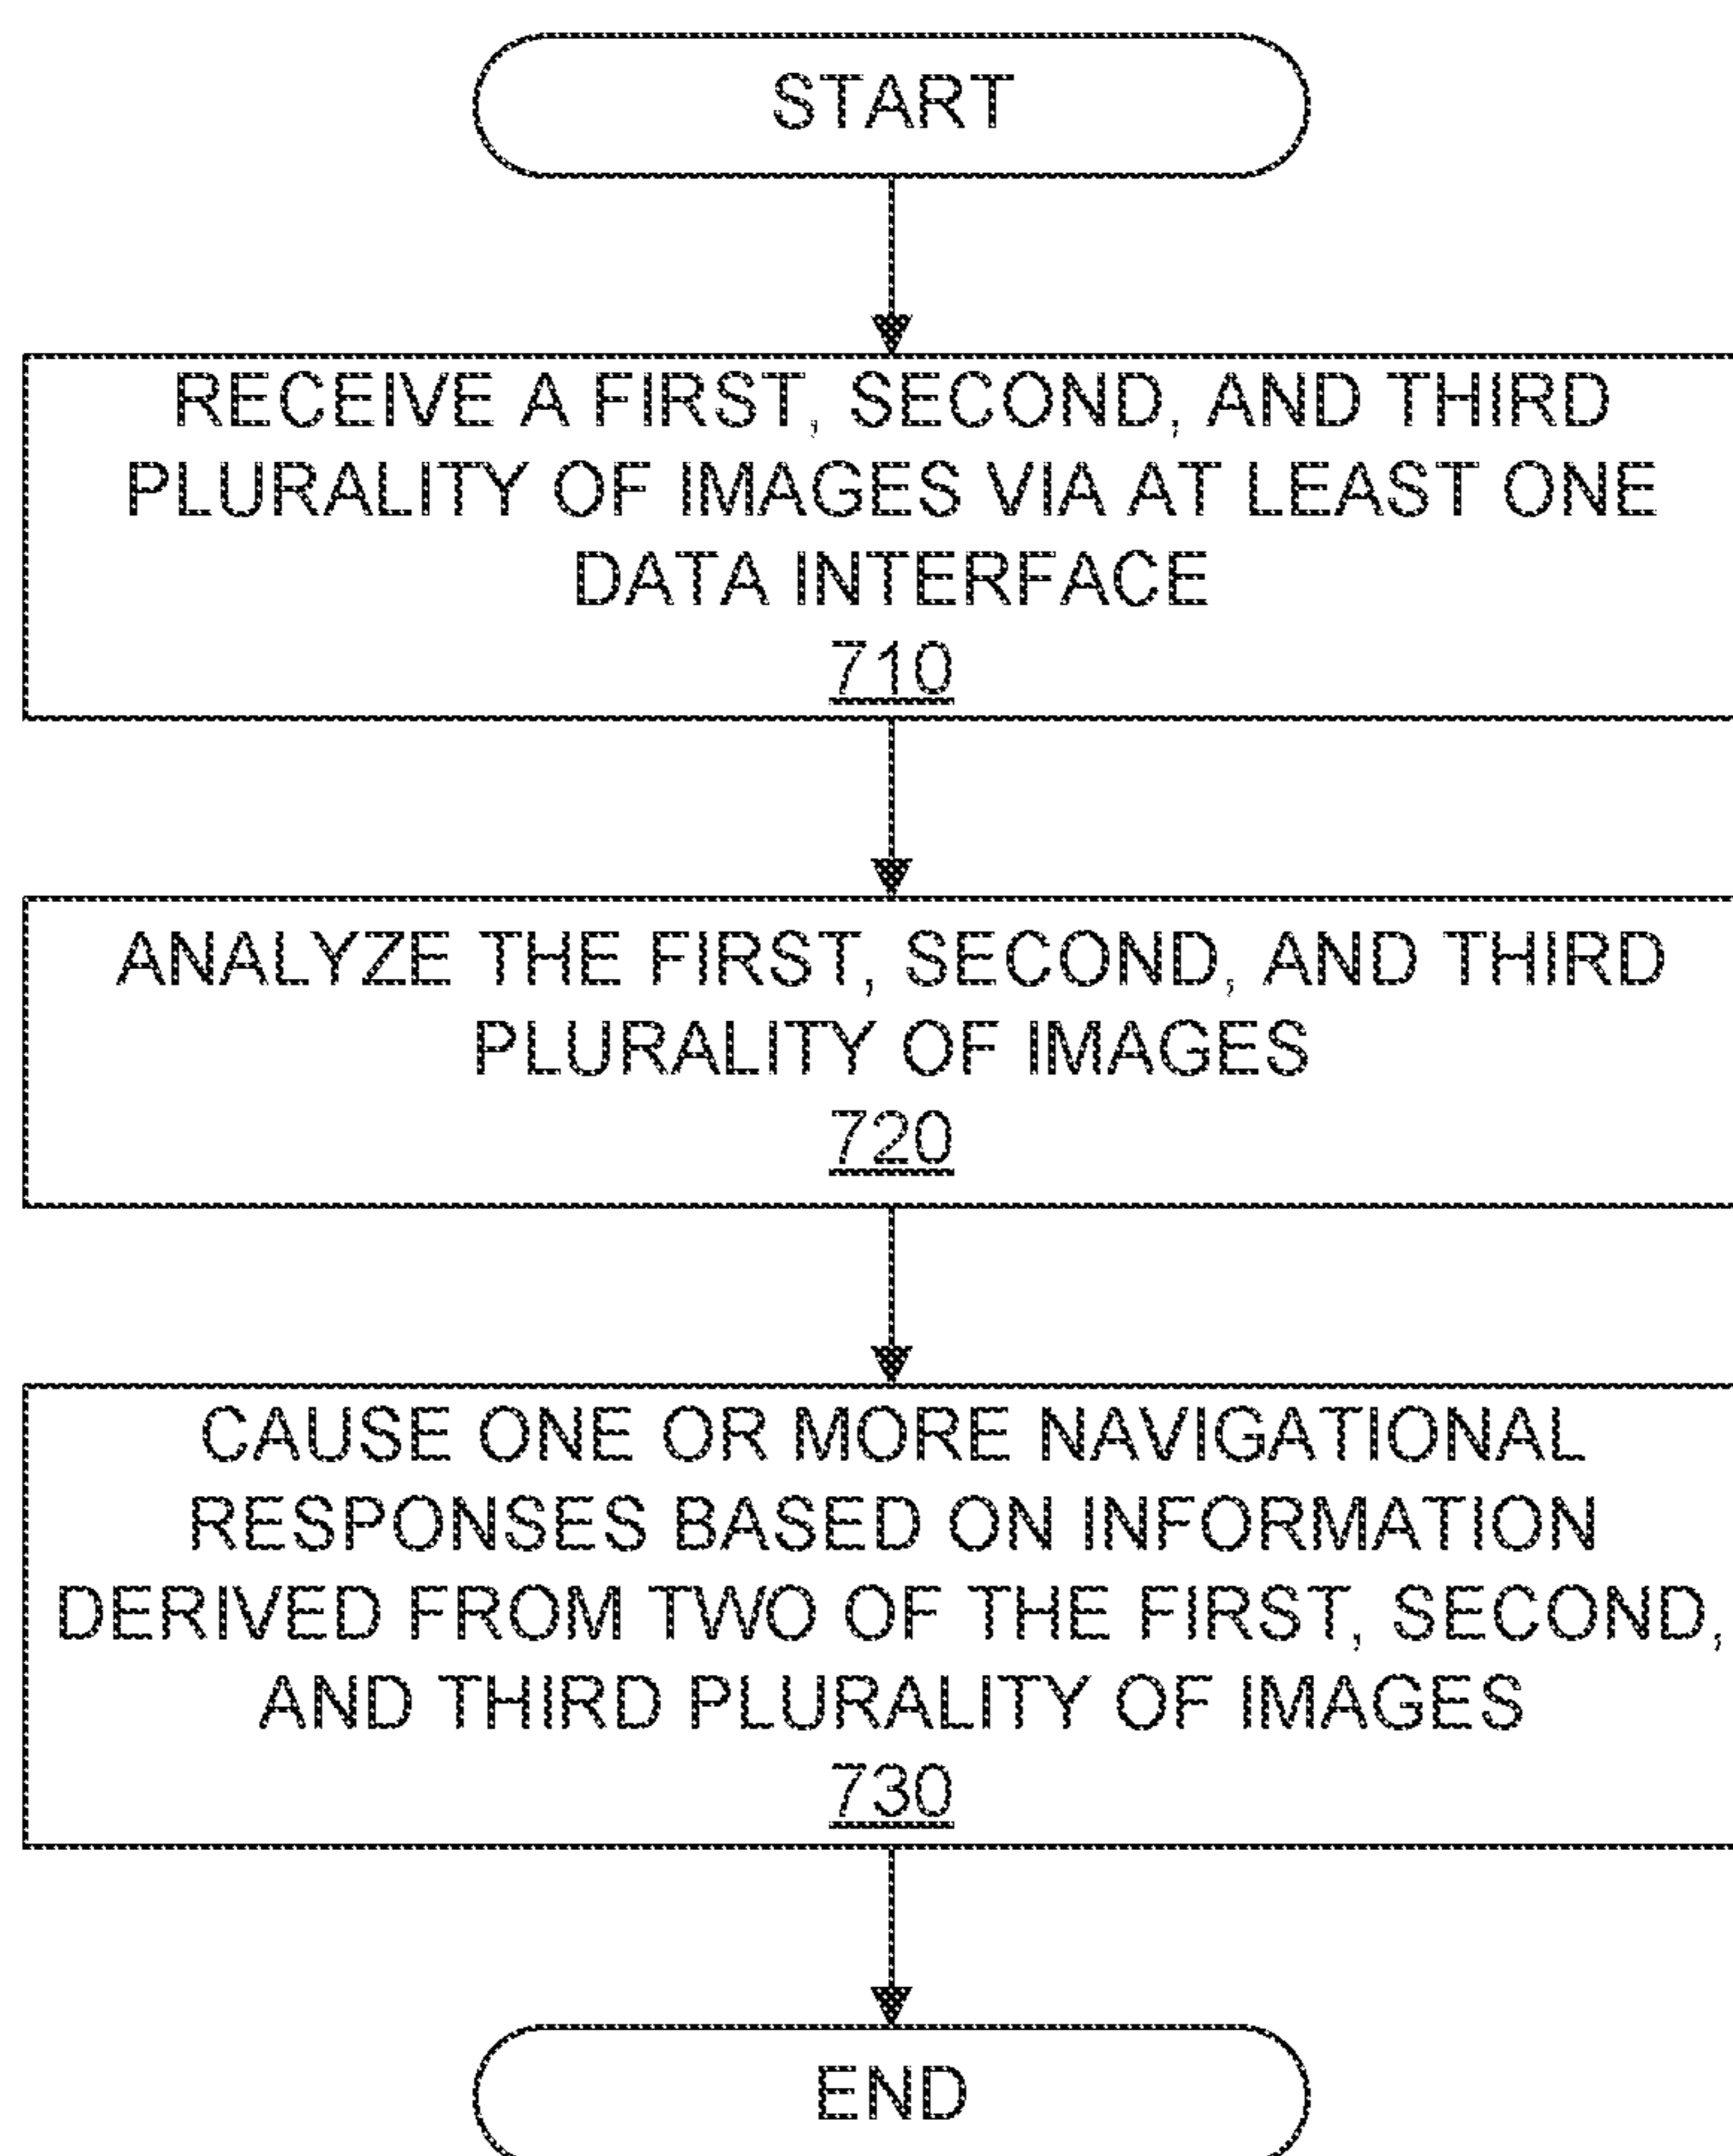 START
RECEIVE A FIRST, SECOND, AND THIRD
PLURALITY OF IMAGES VIA AT LEAST ONE
DATA INTERFACE
710
ANALYZE THE FIRST, SECOND, AND THIRD
PLURALITY OF IMAGES
720
CAUSE ONE OR MORE NAVIGATIONAL
RESPONSES BASED ON INFORMATION
DERIVED FROM TWO OF THE FIRST, SECOND,
AND THIRD PLURALITY OF IMAGES
730
END